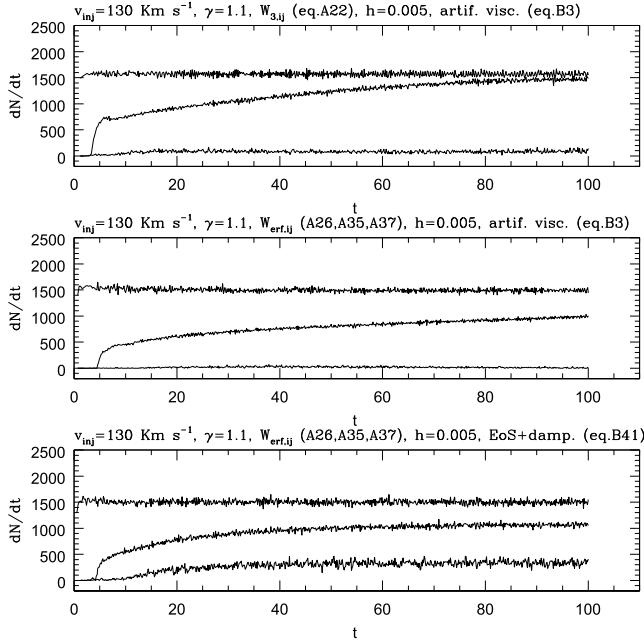 v_inj=130 Km s⁻¹, γ=1.1, W_3,ij (eq.A22), h=0.005, artif. visc. (eq.B3)
2500
2000
1500
1000
500
0
dN/dt
0 20 40 60 80 100
t
v_inj=130 Km s⁻¹, γ=1.1, W_erf,ij (A26,A35,A37), h=0.005, artif. visc. (eq.B3)
2500
2000
1500
1000
500
0
dN/dt
0 20 40 60 80 100
t
v_inj=130 Km s⁻¹, γ=1.1, W_erf,ij (A26,A35,A37), h=0.005, EoS+damp. (eq.B41)
2500
2000
1500
1000
500
0
dN/dt
0 20 40 60 80 100
t